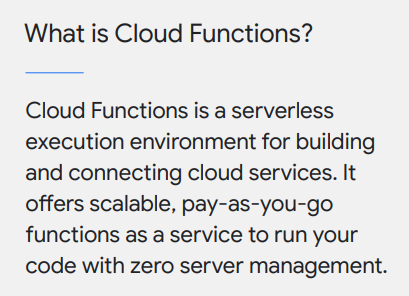 What is Cloud Functions?
Cloud Functions is a serverless
execution environment for building
and connecting cloud services. It
offers scalable, pay-as-you-go
functions as a service to run your
code with zero server management.